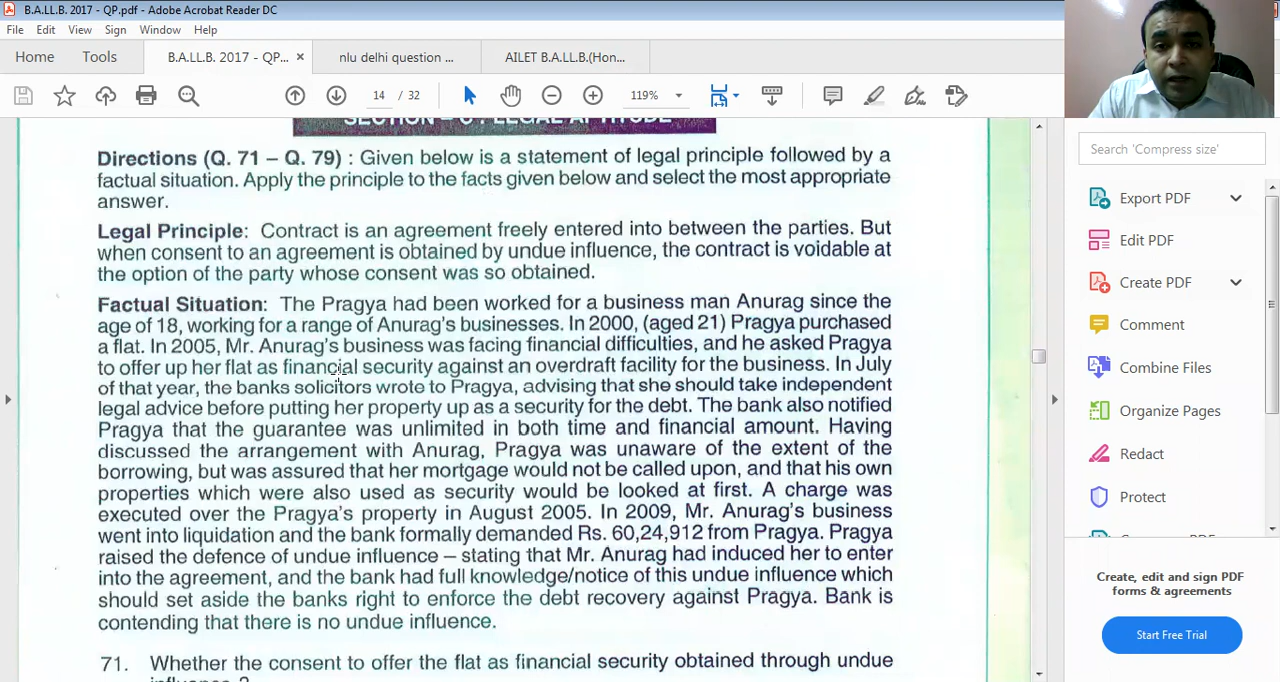 B.A.LL.B. 2017 - QP.pdf - Adobe Acrobat Reader DC
File Edit View Sign Window Help
Home Tools B.A.LL.B. 2017 - QP... × nlu delhi question ... AILET B.A.LL.B.(Hon...
14 / 32 119%
SECTION – C : LEGAL APTITUDE
Directions (Q. 71 – Q. 79) : Given below is a statement of legal principle followed by a
factual situation. Apply the principle to the facts given below and select the most appropriate
answer.
Legal Principle: Contract is an agreement freely entered into between the parties. But
when consent to an agreement is obtained by undue influence, the contract is voidable at
the option of the party whose consent was so obtained.
Factual Situation: The Pragya had been worked for a business man Anurag since the
age of 18, working for a range of Anurag's businesses. In 2000, (aged 21) Pragya purchased
a flat. In 2005, Mr. Anurag's business was facing financial difficulties, and he asked Pragya
to offer up her flat as financial security against an overdraft facility for the business. In July
of that year, the banks solicitors wrote to Pragya, advising that she should take independent
legal advice before putting her property up as a security for the debt. The bank also notified
Pragya that the guarantee was unlimited in both time and financial amount. Having
discussed the arrangement with Anurag, Pragya was unaware of the extent of the
borrowing, but was assured that her mortgage would not be called upon, and that his own
properties which were also used as security would be looked at first. A charge was
executed over the Pragya's property in August 2005. In 2009, Mr. Anurag's business
went into liquidation and the bank formally demanded Rs. 60,24,912 from Pragya. Pragya
raised the defence of undue influence – stating that Mr. Anurag had induced her to enter
into the agreement, and the bank had full knowledge/notice of this undue influence which
should set aside the banks right to enforce the debt recovery against Pragya. Bank is
contending that there is no undue influence.
71. Whether the consent to offer the flat as financial security obtained through undue
Search 'Compress size'
Export PDF
Edit PDF
Create PDF
Comment
Combine Files
Organize Pages
Redact
Protect
Create, edit and sign PDF
forms & agreements
Start Free Trial